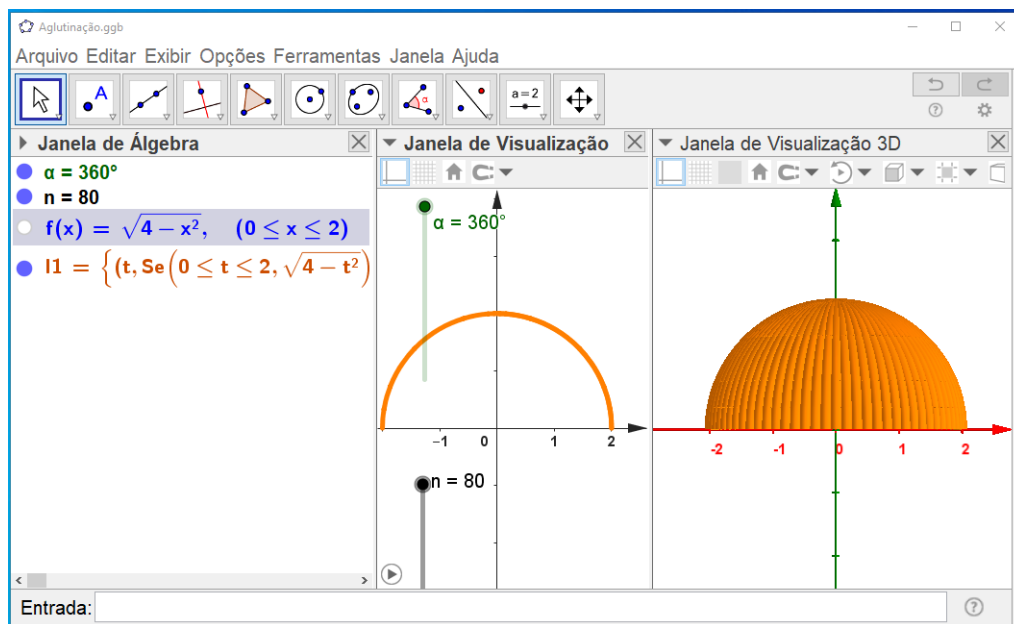 Aglutinação.ggb
Arquivo Editar Exibir Opções Ferramentas Janela Ajuda
A
α
a = 2
Janela de Álgebra
Janela de Visualização
Janela de Visualização 3D
α = 360°
n = 80
f(x) = √(4 − x²), (0 ≤ x ≤ 2)
l1 = {(t, Se(0 ≤ t ≤ 2, √(4 − t²)
α = 360°
−1 0 1 2
n = 80
-2 -1 0 1 2
Entrada: